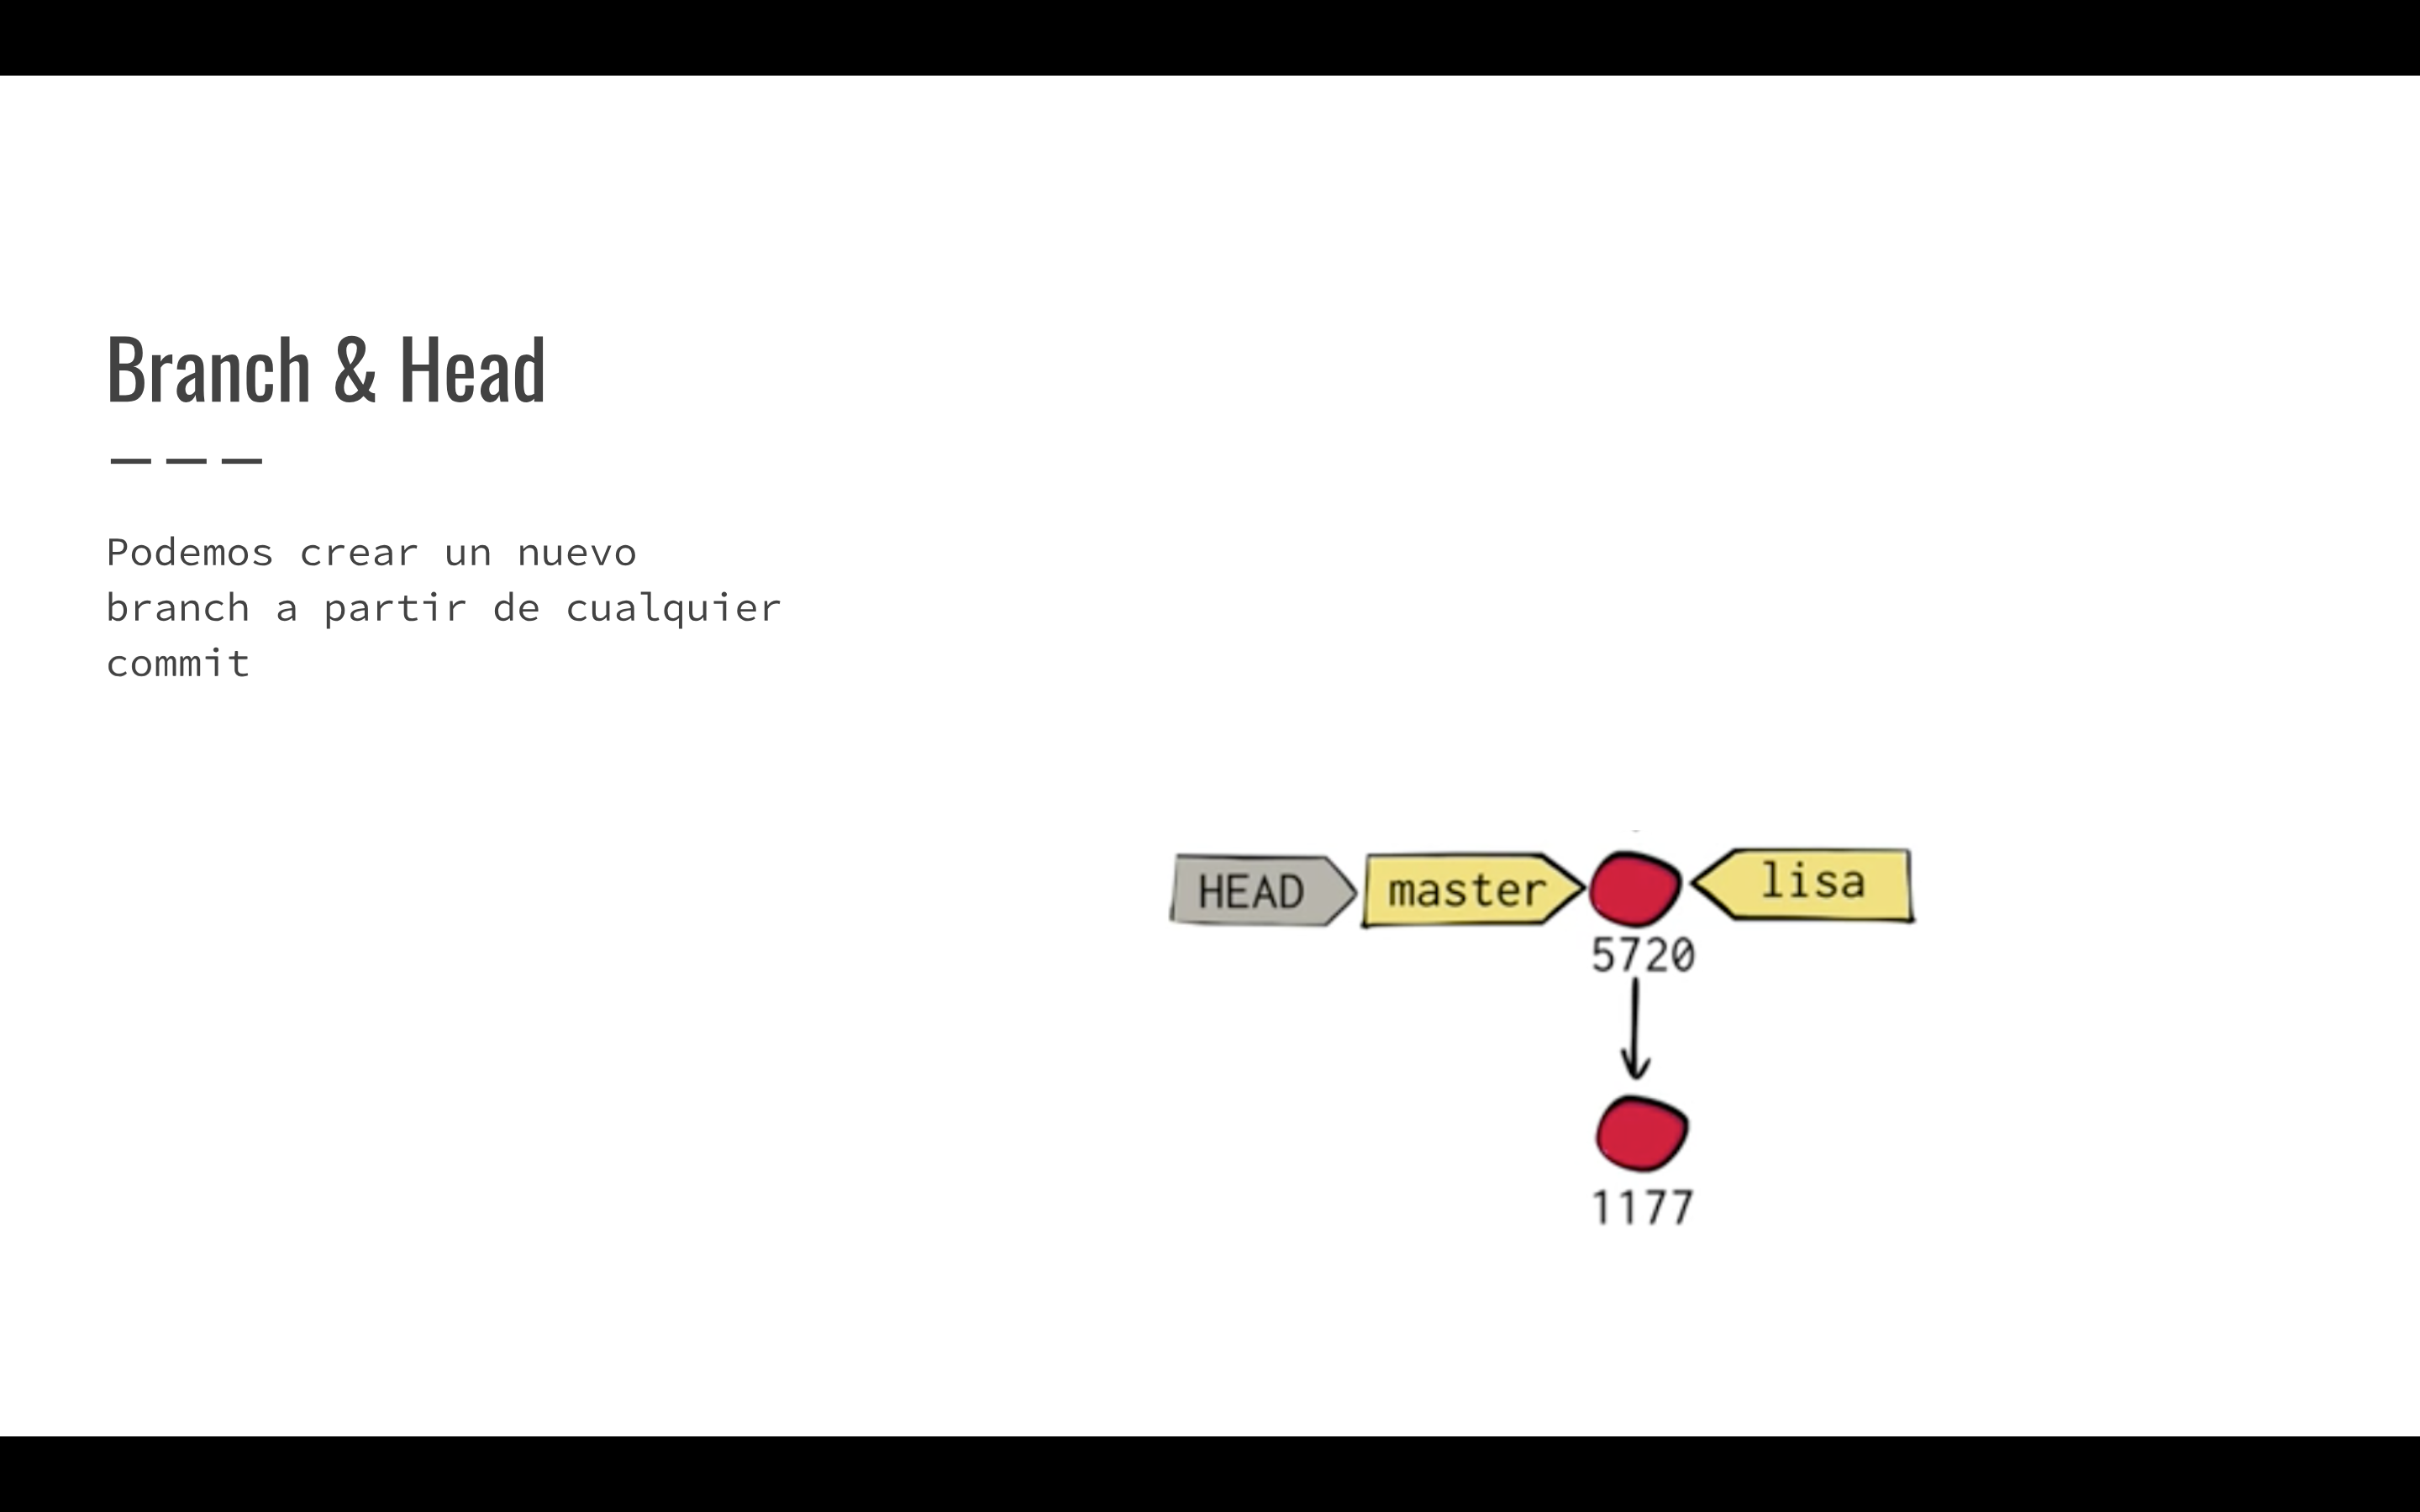 Branch & Head
Podemos crear un nuevo
branch a partir de cualquier
commit
HEAD master lisa
5720
1177